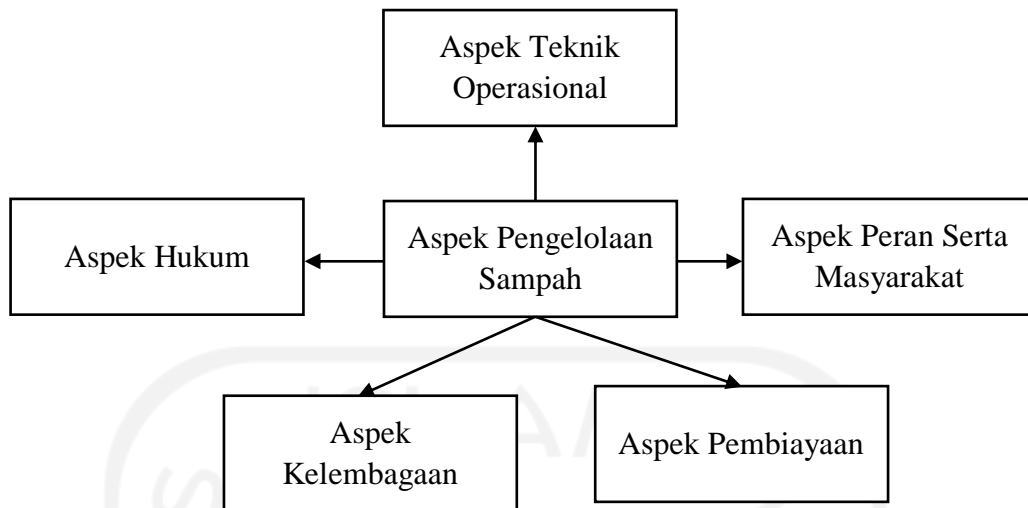 Aspek Teknik
Operasional
Aspek Hukum
Aspek Pengelolaan
Sampah
Aspek Peran Serta
Masyarakat
Aspek
Kelembagaan
Aspek Pembiayaan